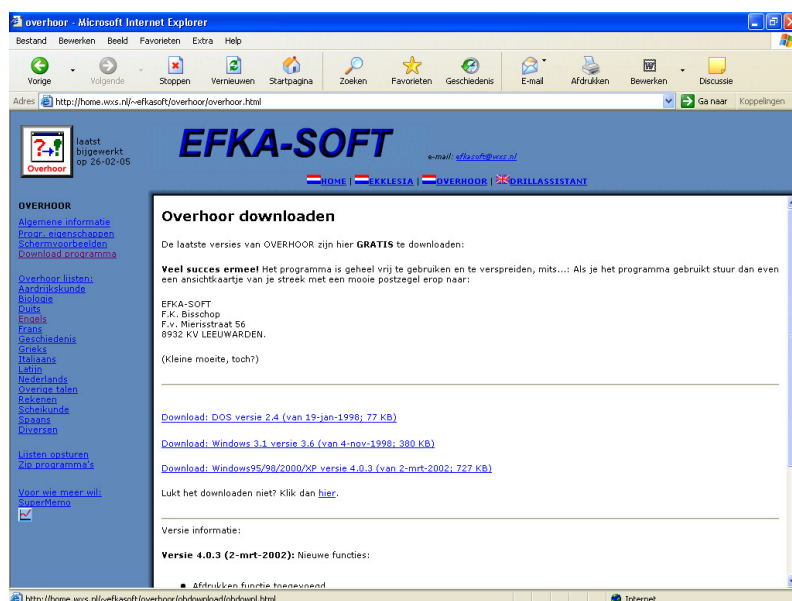 overhoor - Microsoft Internet Explorer
Bestand Bewerken Beeld Favorieten Extra Help
Vorige Volgende Stoppen Vernieuwen Startpagina Zoeken Favorieten Geschiedenis E-mail Afdrukken Bewerken Discussie
Adres http://home.wxs.nl/~efkasoft/overhoor/overhoor.html Ga naar Koppelingen
?→!
Overhoor
laatst
bijgewerkt
op 26-02-05
EFKA-SOFT
e-mail: efkasoft@wxs.nl
HOME | EKKLESIA | OVERHOOR | DRILLASSISTANT
OVERHOOR
Algemene informatie
Progr. eigenschappen
Schermvoorbeelden
Download programma
Overhoor lijsten:
Aardrijkskunde
Biologie
Duits
Engels
Frans
Geschiedenis
Grieks
Italiaans
Latijn
Nederlands
Overige talen
Rekenen
Scheikunde
Spaans
Diversen
Lijsten opsturen
Zip programma's
Voor wie meer wil:
SuperMemo
Overhoor downloaden
De laatste versies van OVERHOOR zijn hier GRATIS te downloaden:
Veel succes ermee! Het programma is geheel vrij te gebruiken en te verspreiden, mits...: Als je het programma gebruikt stuur dan even
een ansichtkaartje van je streek met een mooie postzegel erop naar:
EFKA-SOFT
F.K. Bisschop
F.v. Mierisstraat 56
8932 KV LEEUWARDEN.
(Kleine moeite, toch?)
Download: DOS versie 2.4 (van 19-jan-1998; 77 KB)
Download: Windows 3.1 versie 3.6 (van 4-nov-1998; 380 KB)
Download: Windows95/98/2000/XP versie 4.0.3 (van 2-mrt-2002; 727 KB)
Lukt het downloaden niet? Klik dan hier.
Versie informatie:
Versie 4.0.3 (2-mrt-2002): Nieuwe functies:
• Afdrukken functie toegevoegd
http://home.wxs.nl/~efkasoft/overhoor/ohdownload/ohdownl.html Internet